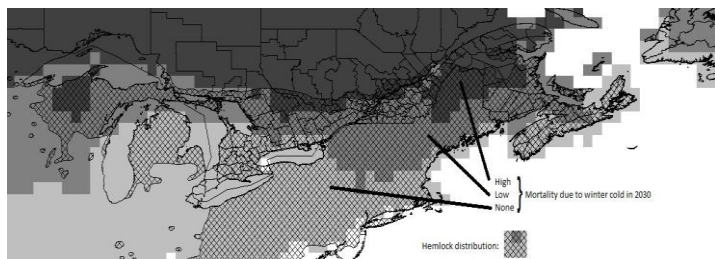 High
Low
None
Mortality due to winter cold in 2030
Hemlock distribution: